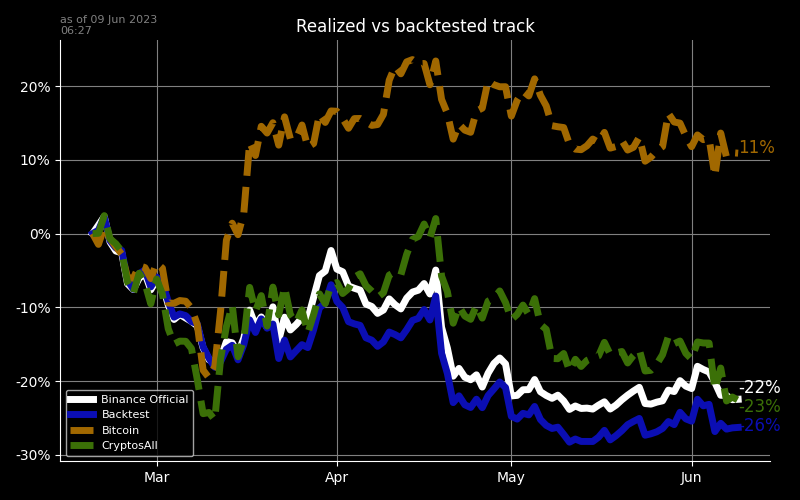 as of 09 Jun 2023
06:27
Realized vs backtested track
20%
10%
0%
-10%
-20%
-30%
11%
-22%
-23%
-26%
Binance Official
Backtest
Bitcoin
CryptosAll
Mar
Apr
May
Jun